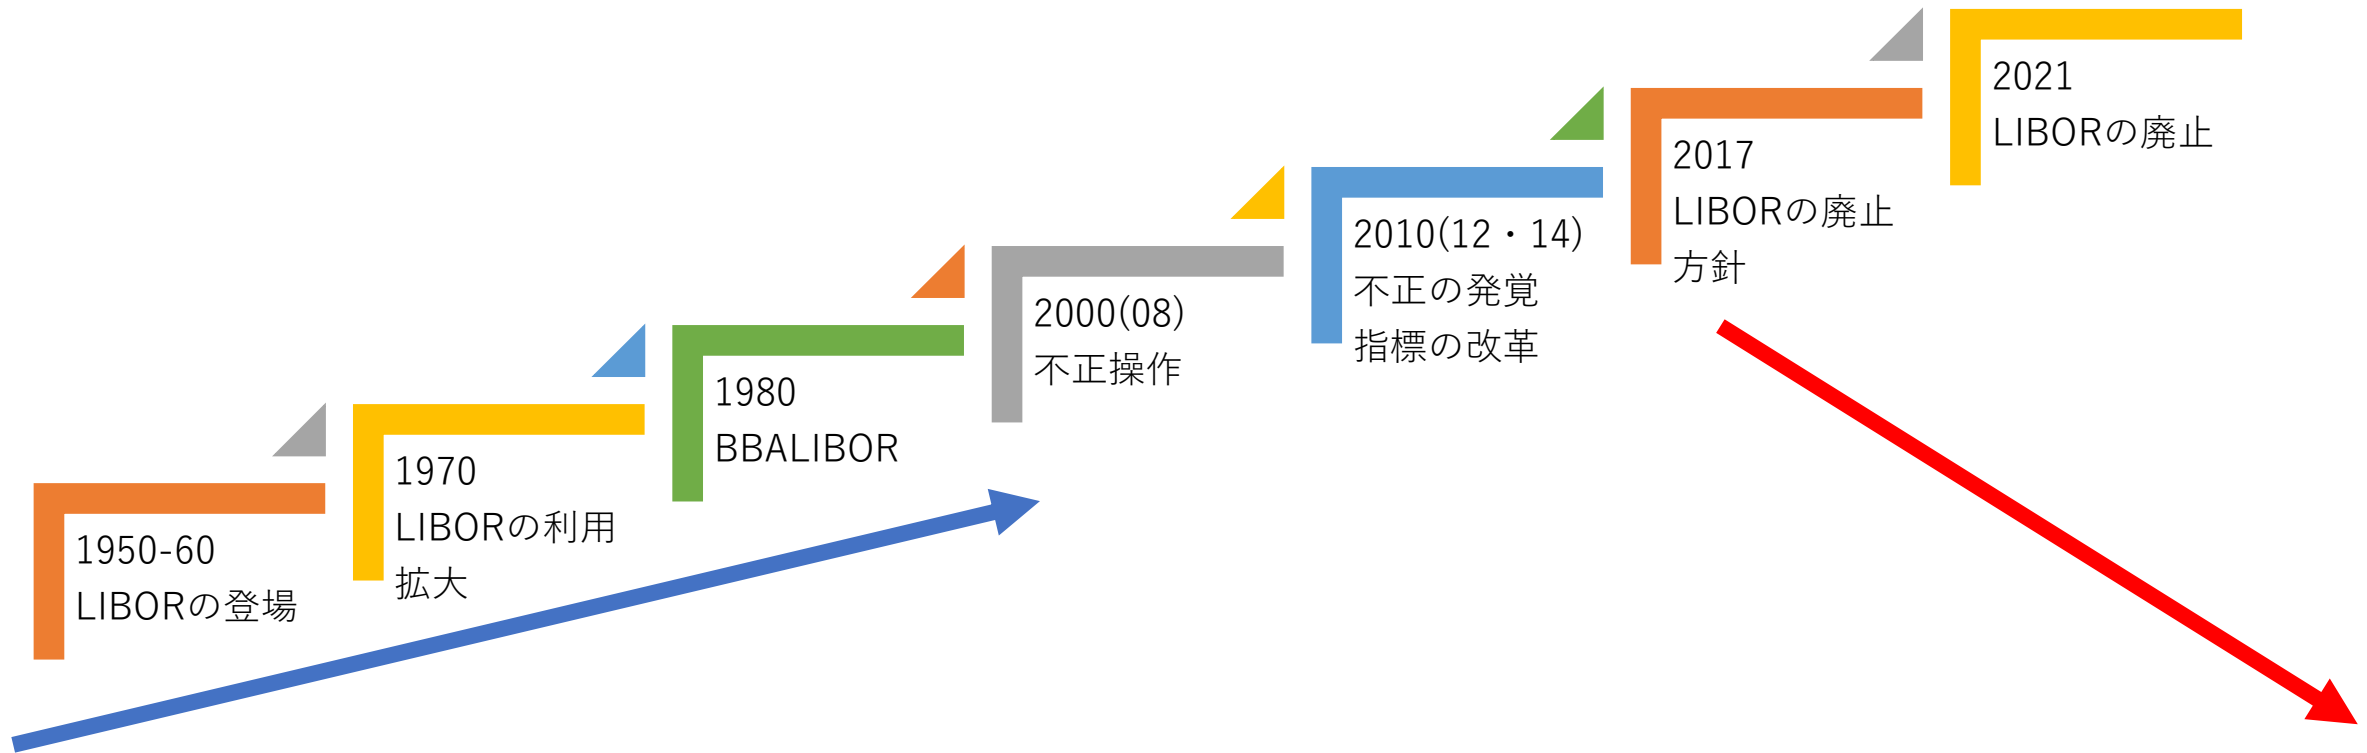 1950-60
LIBORの登場
1970
LIBORの利用
拡大
1980
BBALIBOR
2000(08)
不正操作
2010(12・14)
不正の発覚
指標の改革
2017
LIBORの廃止
方針
2021
LIBORの廃止